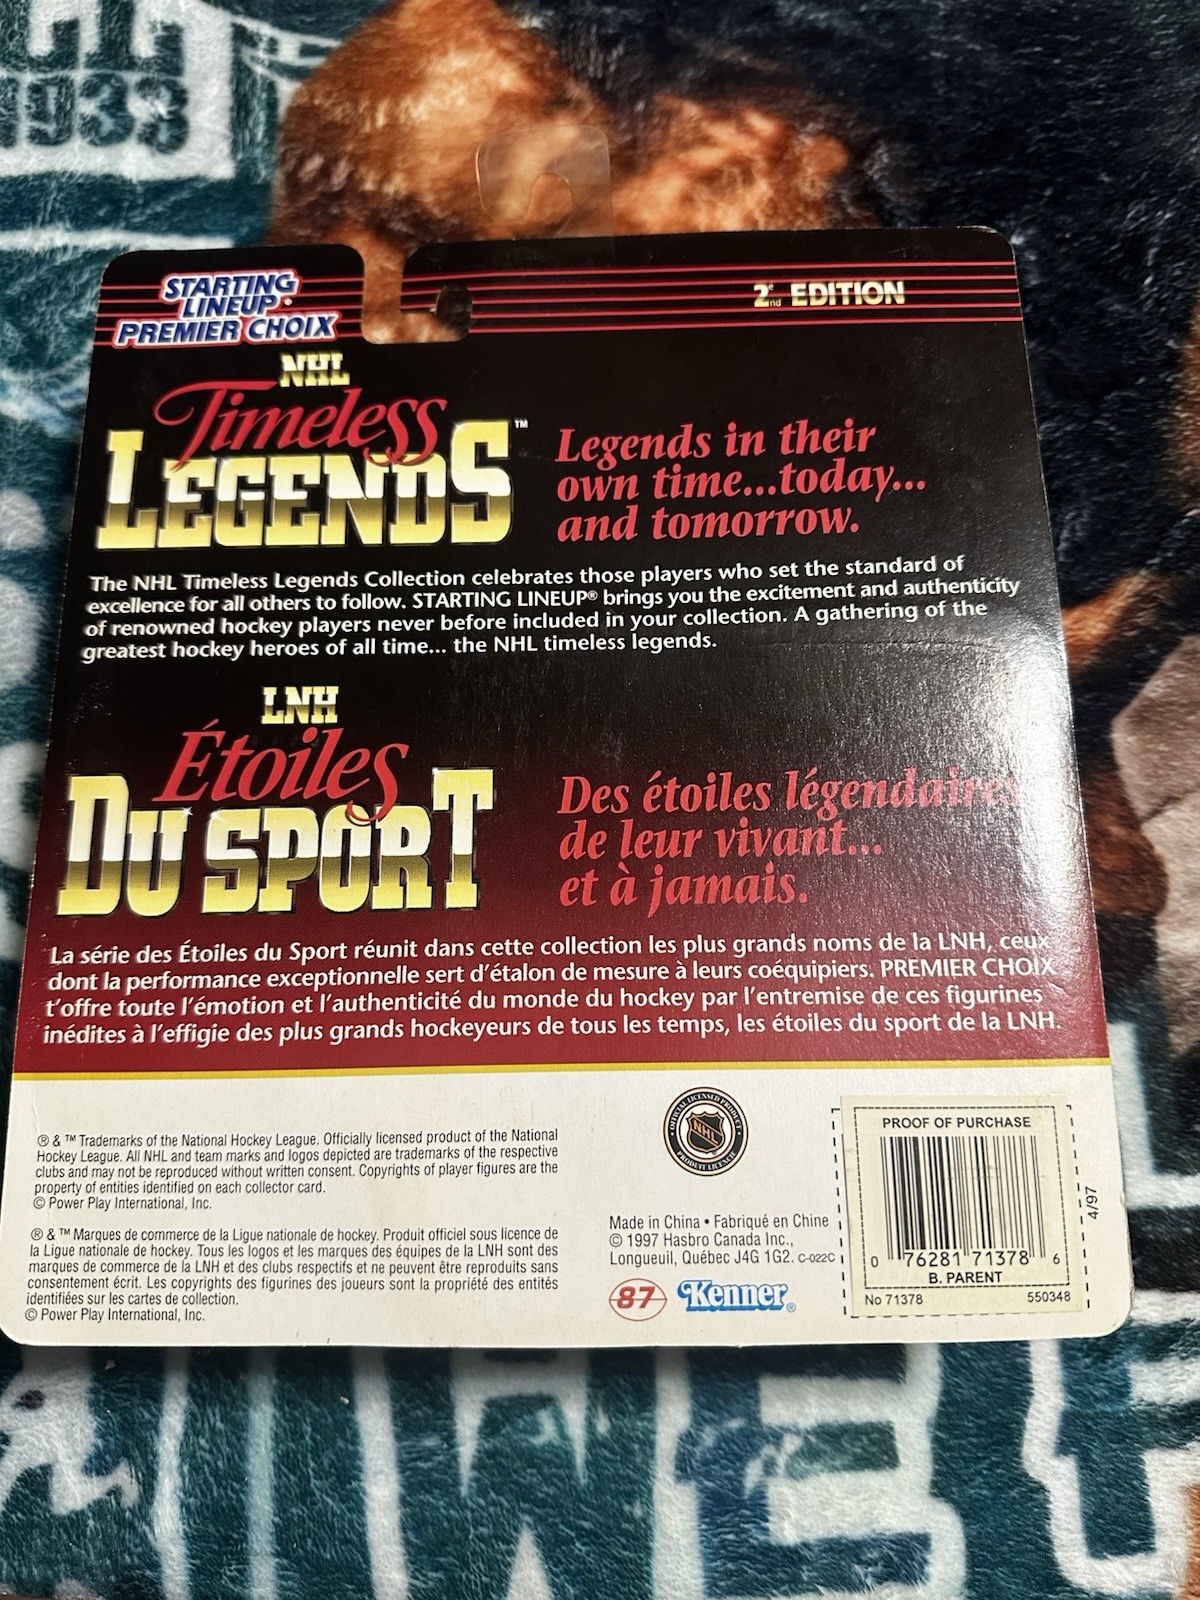 1933
STARTING
LINEUP
PREMIER CHOIX
2e
nd EDITION
NHL
Timeless
LEGENDS™
Legends in their
own time...today...
and tomorrow.
The NHL Timeless Legends Collection celebrates those players who set the standard of
excellence for all others to follow. STARTING LINEUP® brings you the excitement and authenticity
of renowned hockey players never before included in your collection. A gathering of the
greatest hockey heroes of all time... the NHL timeless legends.
LNH
Étoiles
DU SPORT
Des étoiles légendaires
de leur vivant...
et à jamais.
La série des Étoiles du Sport réunit dans cette collection les plus grands noms de la LNH, ceux
dont la performance exceptionnelle sert d'étalon de mesure à leurs coéquipiers. PREMIER CHOIX
t'offre toute l'émotion et l'authenticité du monde du hockey par l'entremise de ces figurines
inédites à l'effigie des plus grands hockeyeurs de tous les temps, les étoiles du sport de la LNH.
® & ™ Trademarks of the National Hockey League. Officially licensed product of the National
Hockey League. All NHL and team marks and logos depicted are trademarks of the respective
clubs and may not be reproduced without written consent. Copyrights of player figures are the
property of entities identified on each collector card.
© Power Play International, Inc.
® & ™ Marques de commerce de la Ligue nationale de hockey. Produit officiel sous licence de
la Ligue nationale de hockey. Tous les logos et les marques des équipes de la LNH sont des
marques de commerce de la LNH et des clubs respectifs et ne peuvent être reproduits sans
consentement écrit. Les copyrights des figurines des joueurs sont la propriété des entités
identifiées sur les cartes de collection.
© Power Play International, Inc.
OFFICIAL LICENSED PRODUCT
NHL
PRODUIT LICENCIÉ
Made in China • Fabriqué en Chine
© 1997 Hasbro Canada Inc.,
Longueuil, Québec J4G 1G2. C-022C
87 Kenner®
PROOF OF PURCHASE
0 76281 71378 6
B. PARENT
No 71378 550348
4/97